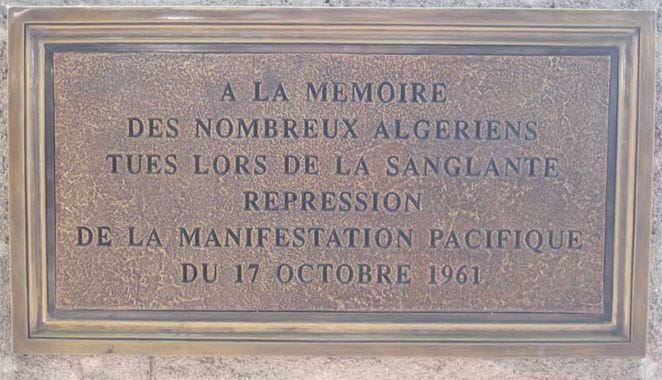 A LA MEMOIRE
DES NOMBREUX ALGERIENS
TUES LORS DE LA SANGLANTE
REPRESSION
DE LA MANIFESTATION PACIFIQUE
DU 17 OCTOBRE 1961